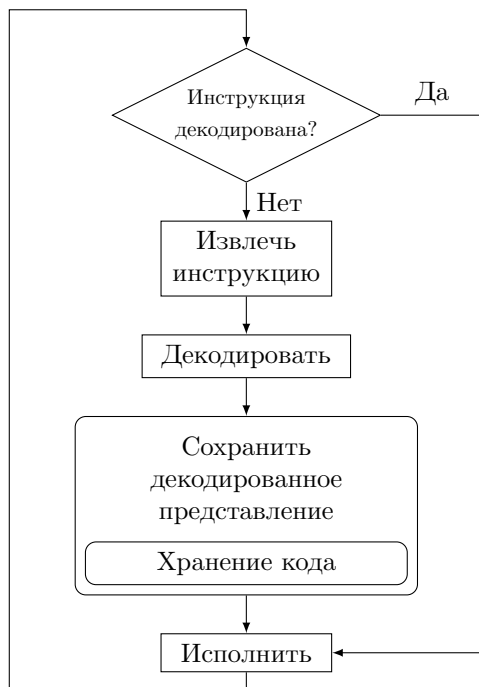 Инструкция
декодирована?
Да
Нет
Извлечь
инструкцию
Декодировать
Сохранить
декодированное
представление
Хранение кода
Исполнить